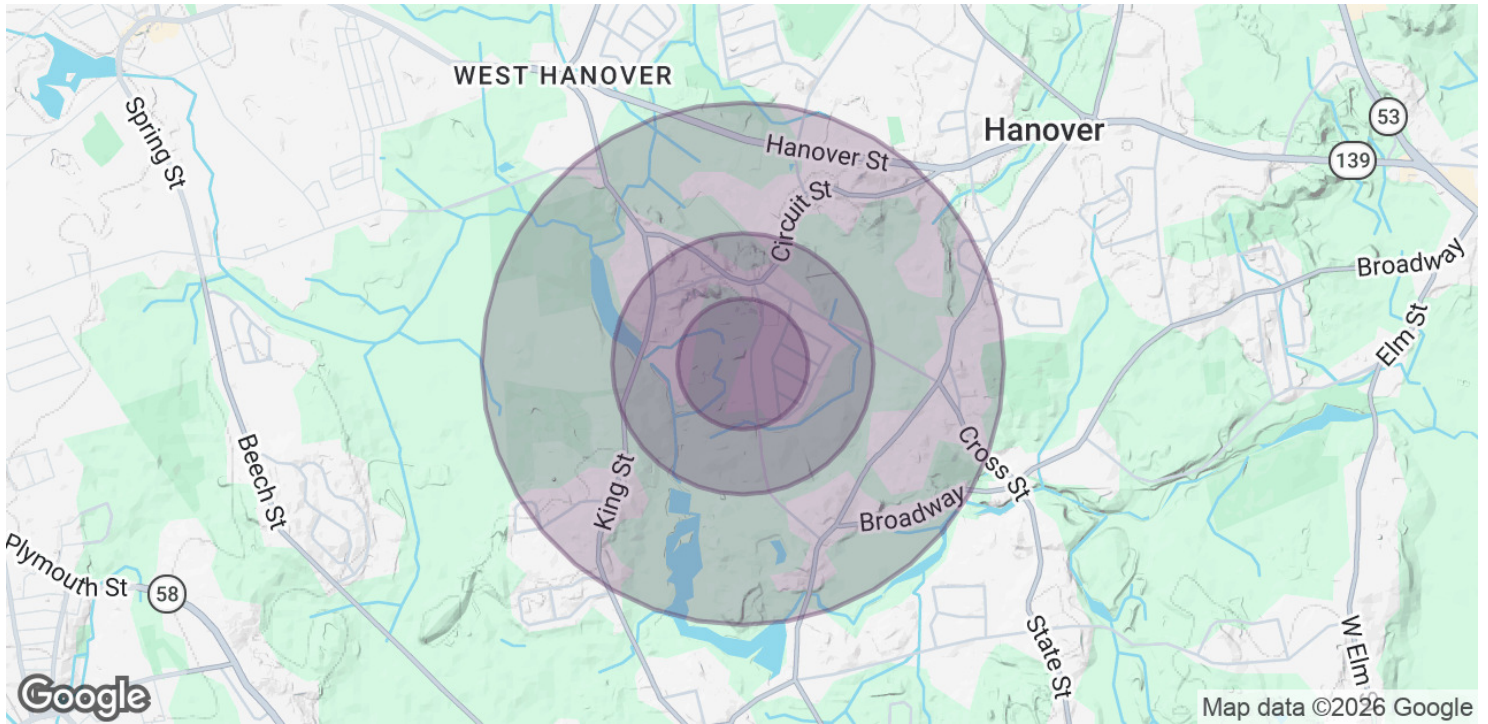 WEST HANOVER
Hanover
53
139
Hanover St
Spring St
Circuit St
Broadway
Elm St
Beech St
King St
Cross St
Broadway
Plymouth St
58
State St
W Elm S
Google
Map data ©2026 Google